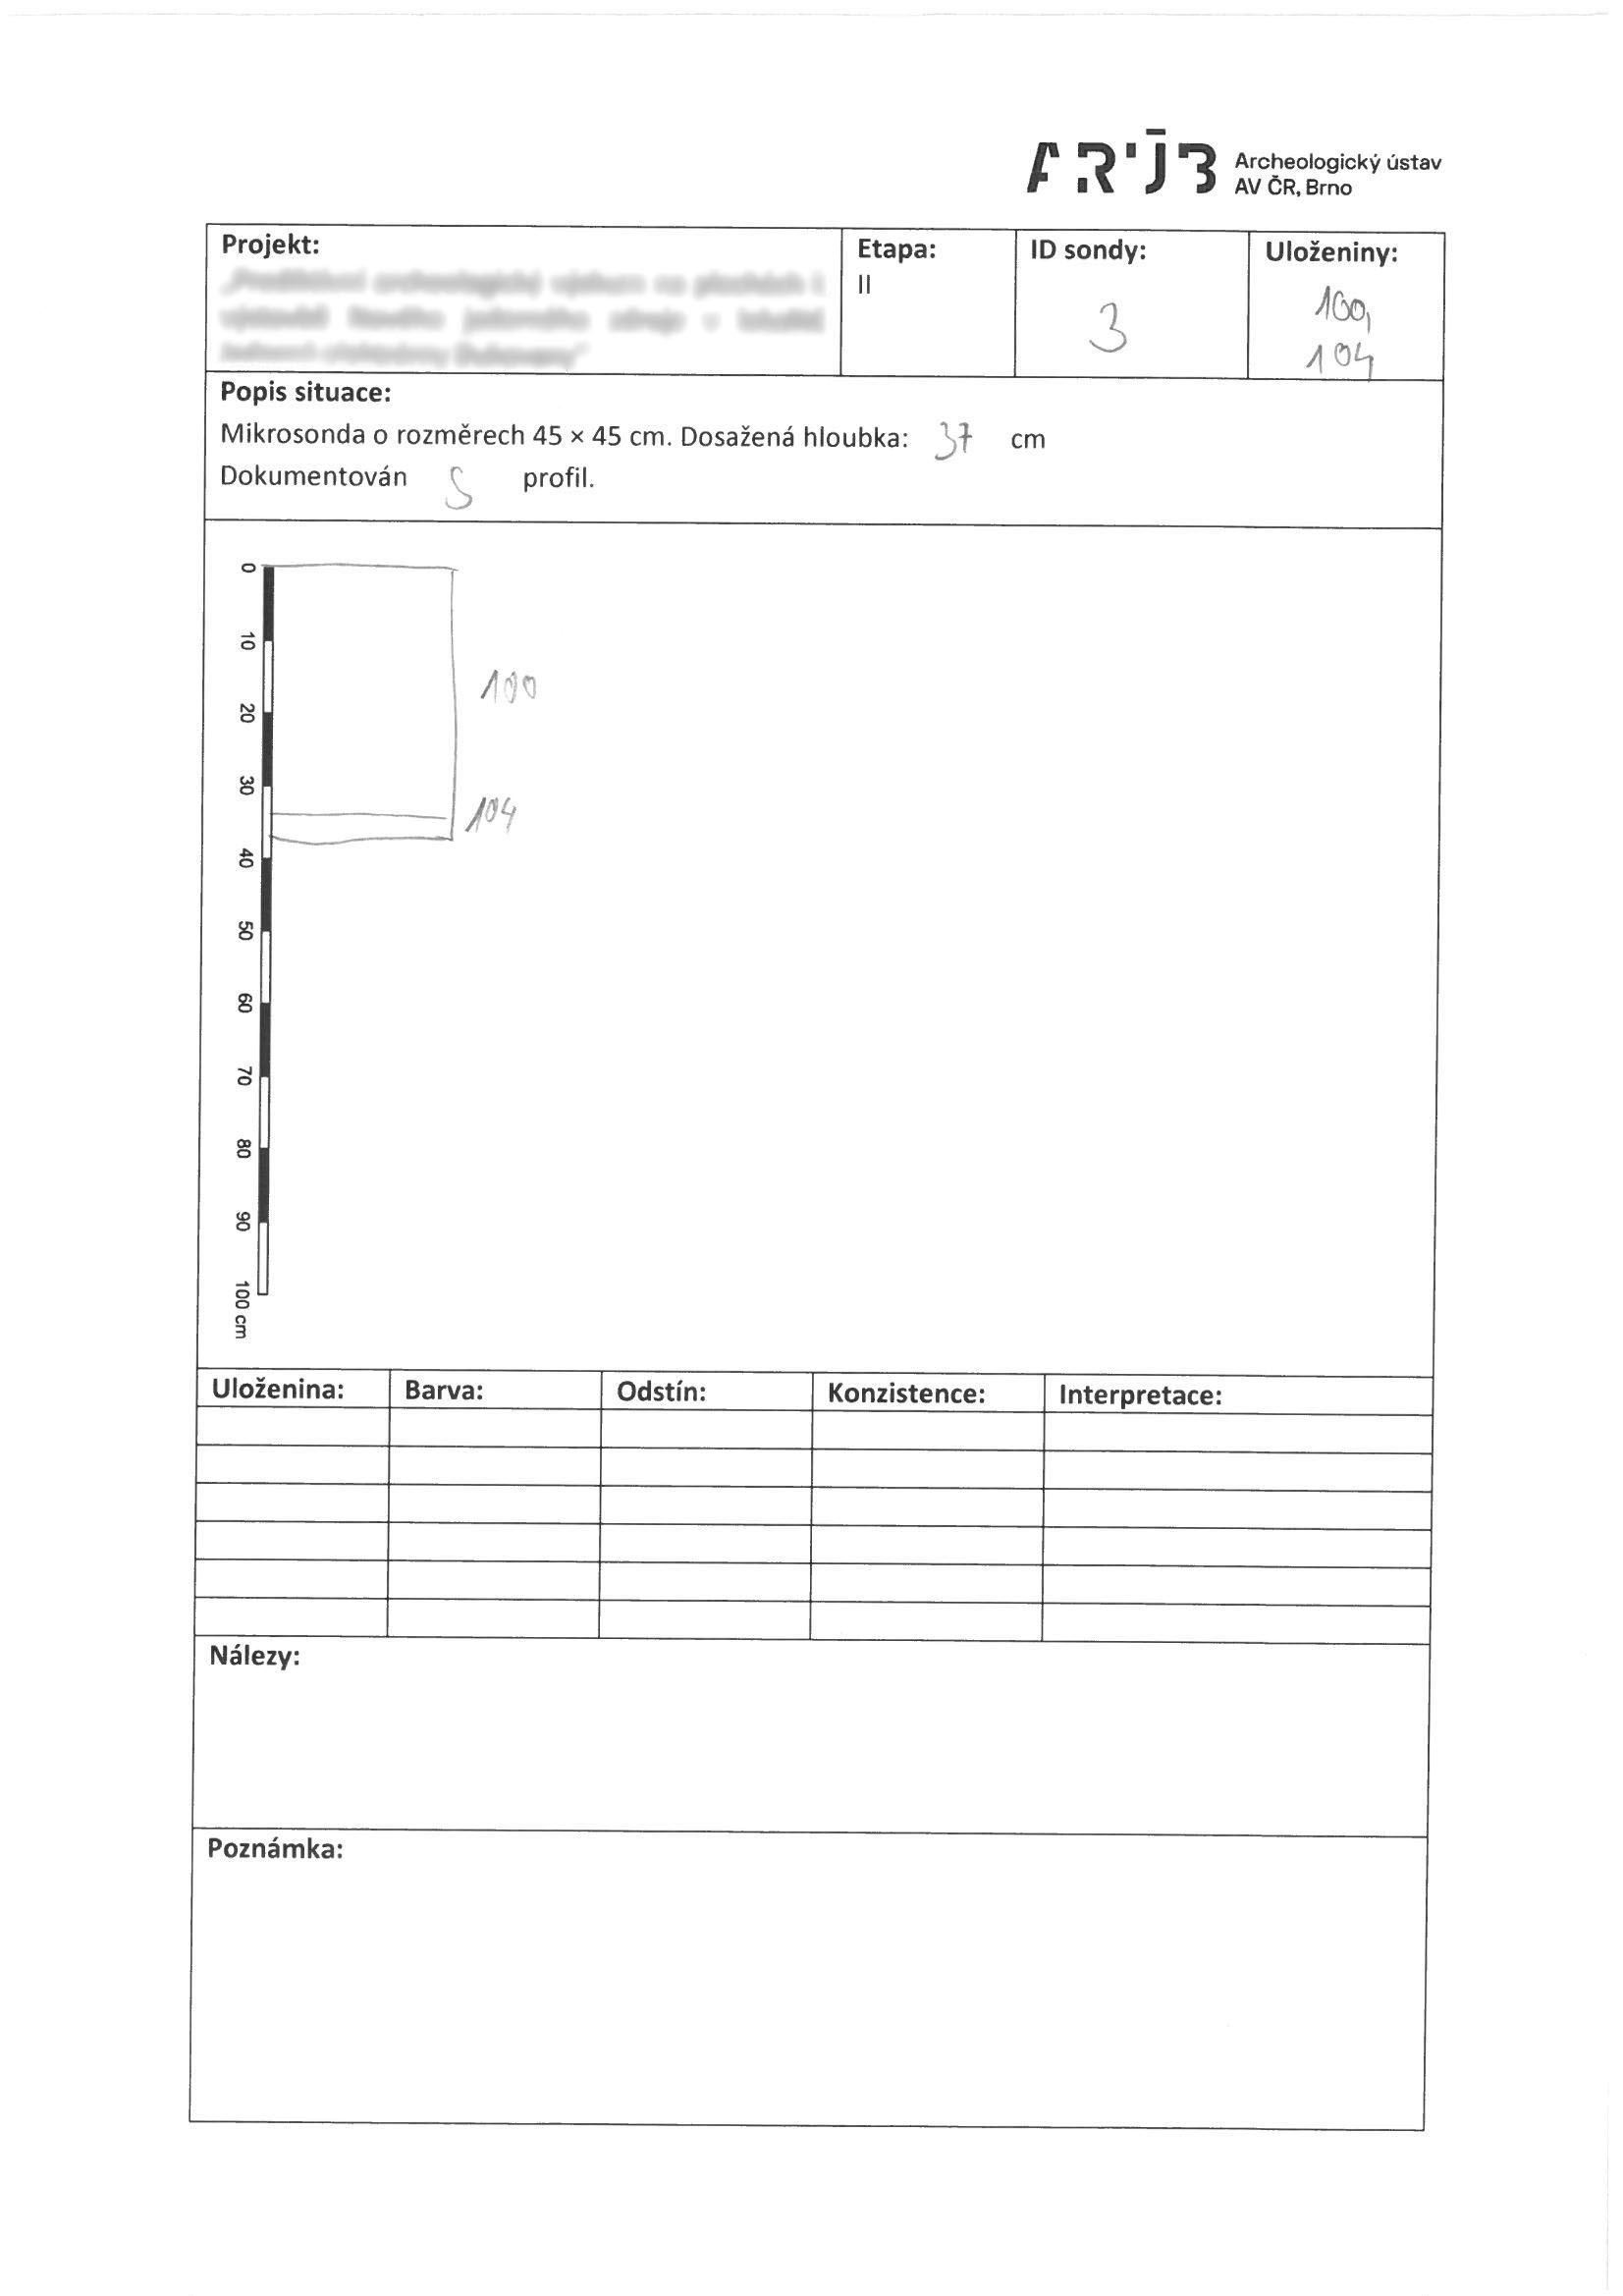 ARÚB Archeologický ústav
AV ČR, Brno
Projekt:
Etapa:
II
ID sondy:
3
Uloženiny:
100,
104
Popis situace:
Mikrosonda o rozměrech 45 × 45 cm. Dosažená hloubka: 37 cm
Dokumentován S profil.
0
10
20
30
40
50
60
70
80
90
100 cm
100
104
Uloženina: Barva: Odstín: Konzistence: Interpretace:
Nálezy:
Poznámka: